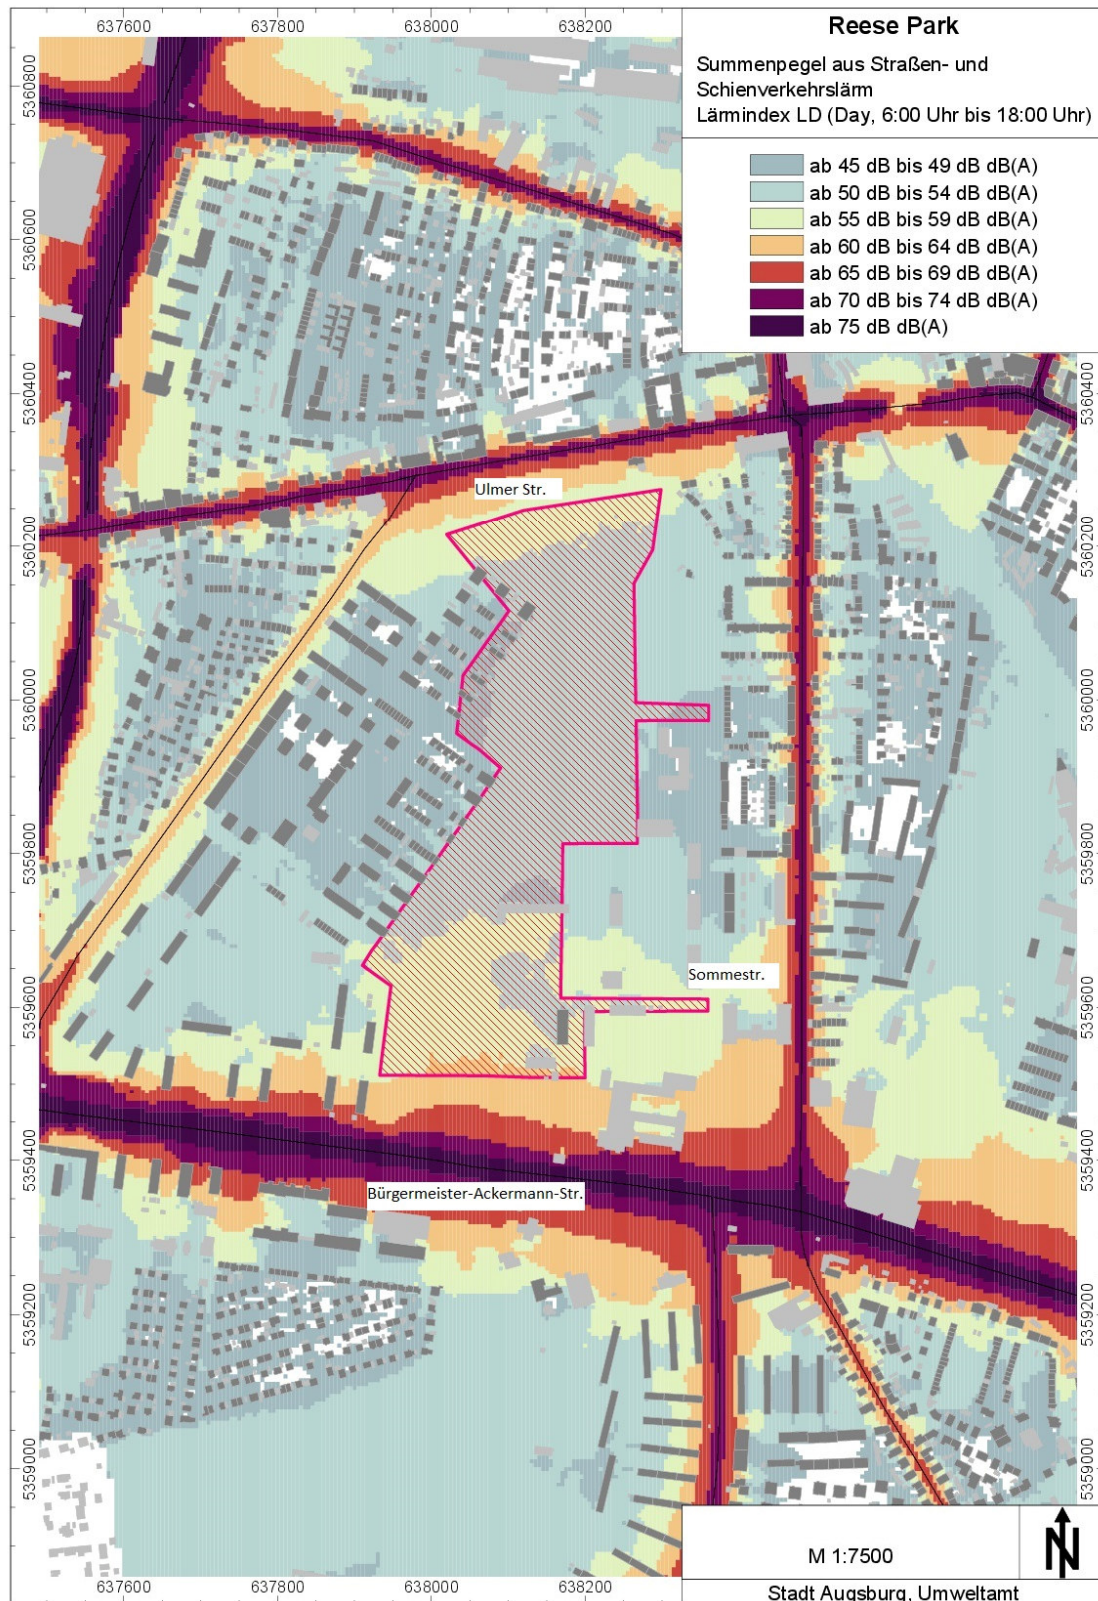 637600 637800 638000 638200
Reese Park
Summenpegel aus Straßen- und
Schienverkehrslärm
Lärmindex LD (Day, 6:00 Uhr bis 18:00 Uhr)
ab 45 dB bis 49 dB dB(A)
ab 50 dB bis 54 dB dB(A)
ab 55 dB bis 59 dB dB(A)
ab 60 dB bis 64 dB dB(A)
ab 65 dB bis 69 dB dB(A)
ab 70 dB bis 74 dB dB(A)
ab 75 dB dB(A)
5360800
5360600
5360400
5360400
Ulmer Str.
5360200
5360200
5360000
5360000
5359800
5359800
Sommestr.
5359600
5359600
5359400
5359400
Bürgermeister-Ackermann-Str.
5359200
5359200
5359000
5359000
M 1:7500
N
637600 637800 638000 638200
Stadt Augsburg, Umweltamt